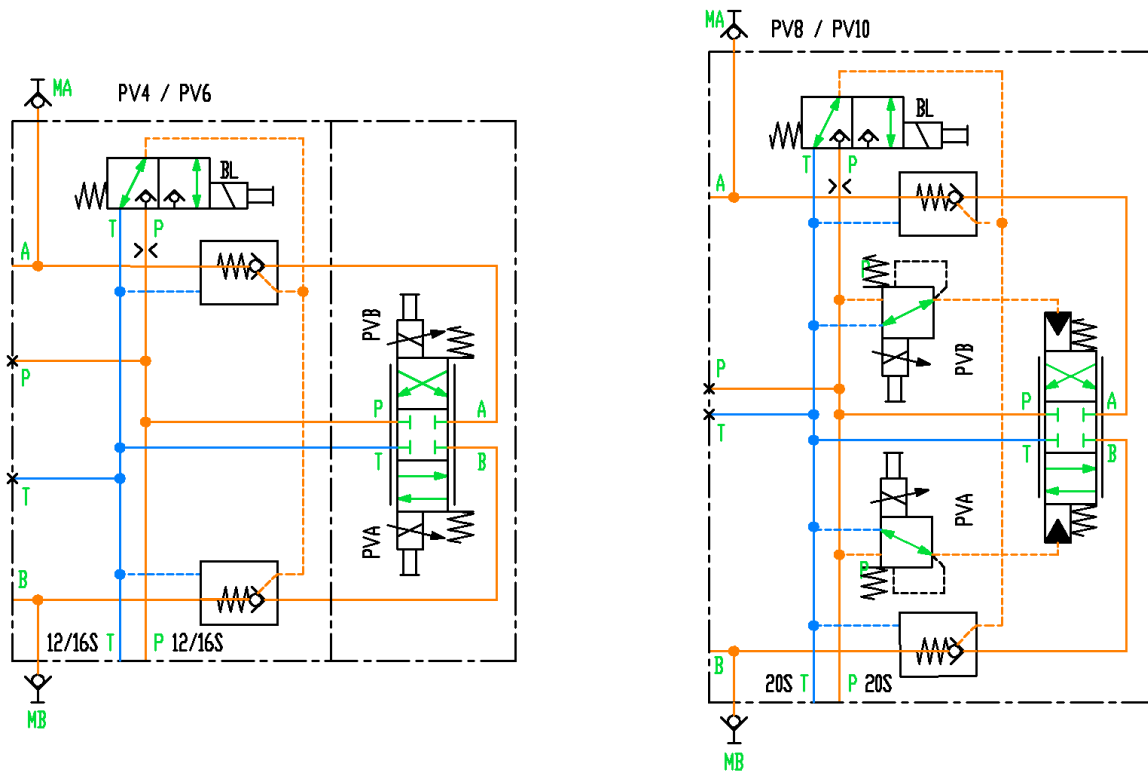 MA
PV4 / PV6
BL
T P
A
PVB
P
P A
T B
T
PVA
B
12/16S T P 12/16S
MB
MA
PV8 / PV10
BL
T P
A
P
PVB
P
P A
T
T B
PVA
P
B
20S T P 20S
MB